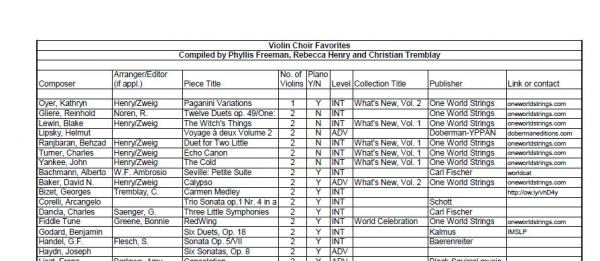 Violin Choir Favorites
Compiled by Phyllis Freeman, Rebecca Henry and Christian Tremblay
Composer Arranger/Editor (if appl.) Piece Title No. of Violins Piano Y/N Level Collection Title Publisher Link or contact
Oyer, Kathryn Henry/Zweig Paganini Variations 1 Y INT What's New, Vol. 2 One World Strings oneworldstrings.com
Gliere, Reinhold Noren, R. Twelve Duets op. 49/One: 2 N INT One World Strings oneworldstrings.com
Lewin, Blake Henry/Zweig The Witch's Things 2 N INT What's New, Vol. 1 One World Strings oneworldstrings.com
Lipsky, Helmut Voyage à deux Volume 2 2 N ADV Doberman-YPPAN dobermaneditions.com
Ranjbaran, Behzad Henry/Zweig Duet for Two Little 2 N INT What's New, Vol. 1 One World Strings oneworldstrings.com
Turner, Charles Henry/Zweig Echo Canon 2 N INT What's New, Vol. 1 One World Strings oneworldstrings.com
Yankee, John Henry/Zweig The Cold 2 N INT What's New, Vol. 1 One World Strings oneworldstrings.com
Bachmann, Alberto W.F. Ambrosio Seville: Petite Suite 2 Y INT Carl Fischer worldcat
Baker, David N. Henry/Zweig Calypso 2 Y ADV What's New, Vol. 2 One World Strings oneworldstrings.com
Bizet, Georges Tremblay, C. Carmen Medley 2 Y INT http://ow.ly/vhD4y
Corelli, Arcangelo Trio Sonata op.1 Nr. 4 in a 2 Y INT Schott
Dancla, Charles Saenger, G. Three Little Symphonies 2 Y INT Carl Fischer
Fiddle Tune Greene, Bonnie RedWing 2 Y INT World Celebration One World Strings oneworldstrings.com
Godard, Benjamin Six Duets, Op. 18 2 Y INT Kalmus IMSLP
Handel, G.F. Flesch, S. Sonata Op. 5/VII 2 Y INT Baerenreiter
Haydn, Joseph Six Sonatas, Op. 8 2 Y ADV